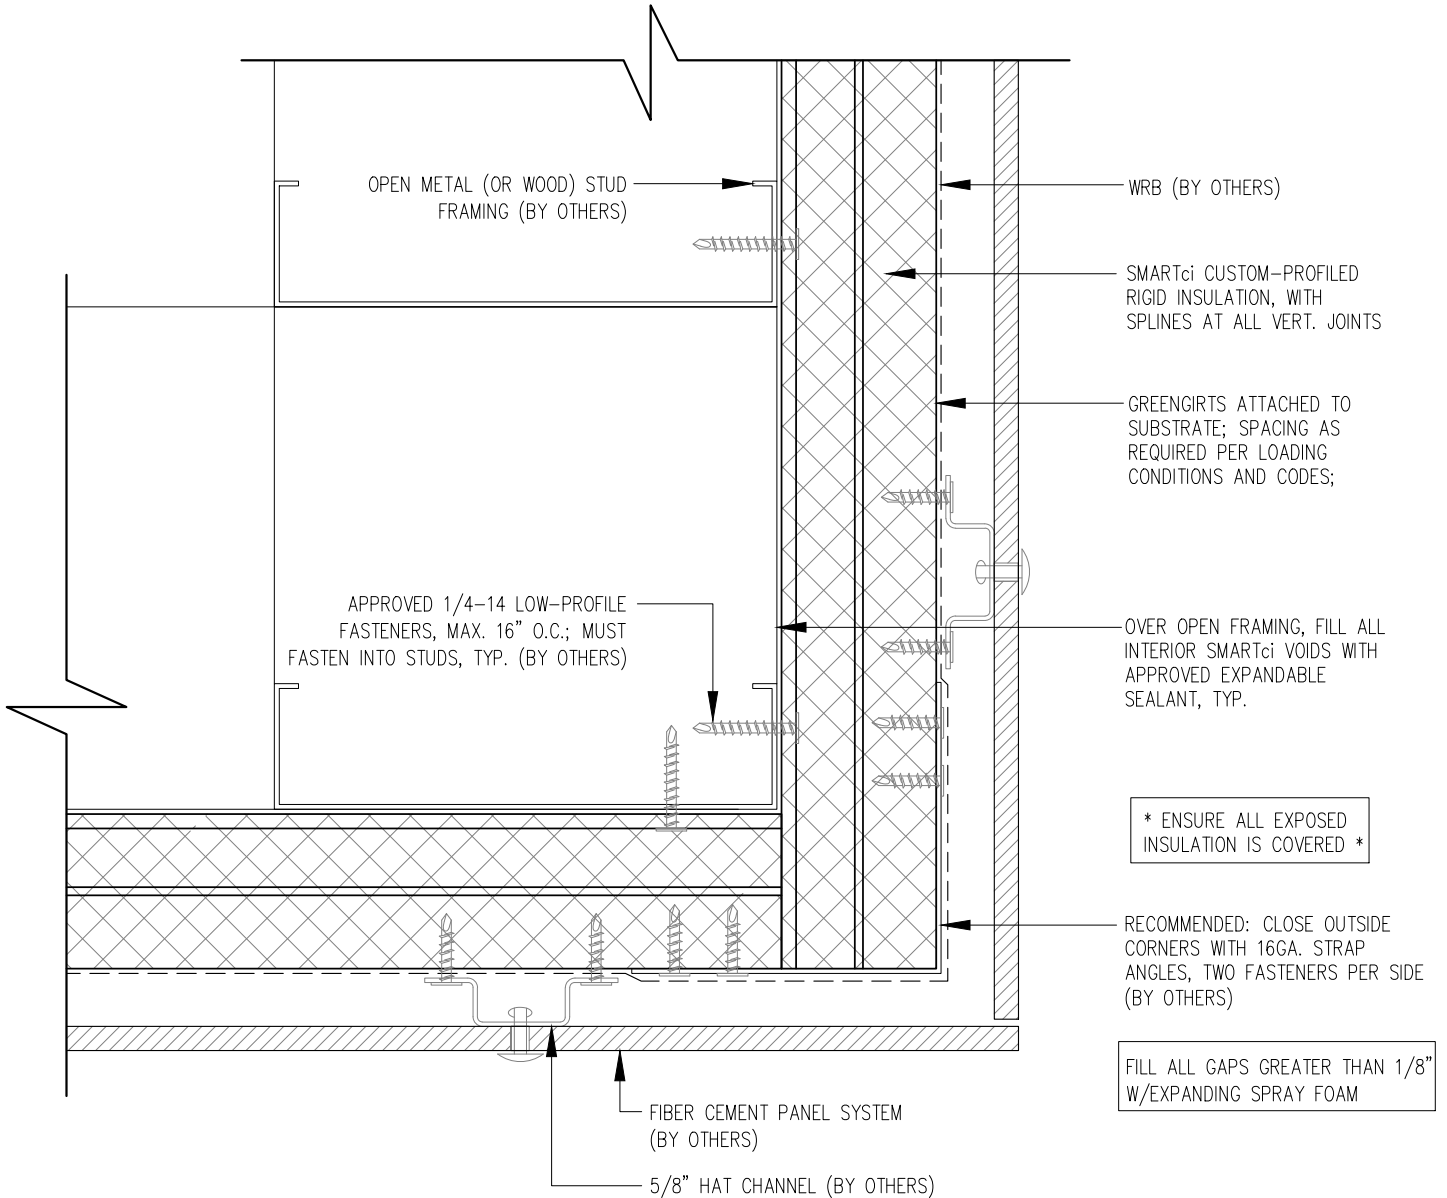 OPEN METAL (OR WOOD) STUD
FRAMING (BY OTHERS)
WRB (BY OTHERS)
SMARTci CUSTOM-PROFILED
RIGID INSULATION, WITH
SPLINES AT ALL VERT. JOINTS
GREENGIRTS ATTACHED TO
SUBSTRATE; SPACING AS
REQUIRED PER LOADING
CONDITIONS AND CODES;
APPROVED 1/4-14 LOW-PROFILE
FASTENERS, MAX. 16" O.C.; MUST
FASTEN INTO STUDS, TYP. (BY OTHERS)
OVER OPEN FRAMING, FILL ALL
INTERIOR SMARTci VOIDS WITH
APPROVED EXPANDABLE
SEALANT, TYP.
* ENSURE ALL EXPOSED
INSULATION IS COVERED *
RECOMMENDED: CLOSE OUTSIDE
CORNERS WITH 16GA. STRAP
ANGLES, TWO FASTENERS PER SIDE
(BY OTHERS)
FILL ALL GAPS GREATER THAN 1/8"
W/EXPANDING SPRAY FOAM
FIBER CEMENT PANEL SYSTEM
(BY OTHERS)
5/8" HAT CHANNEL (BY OTHERS)